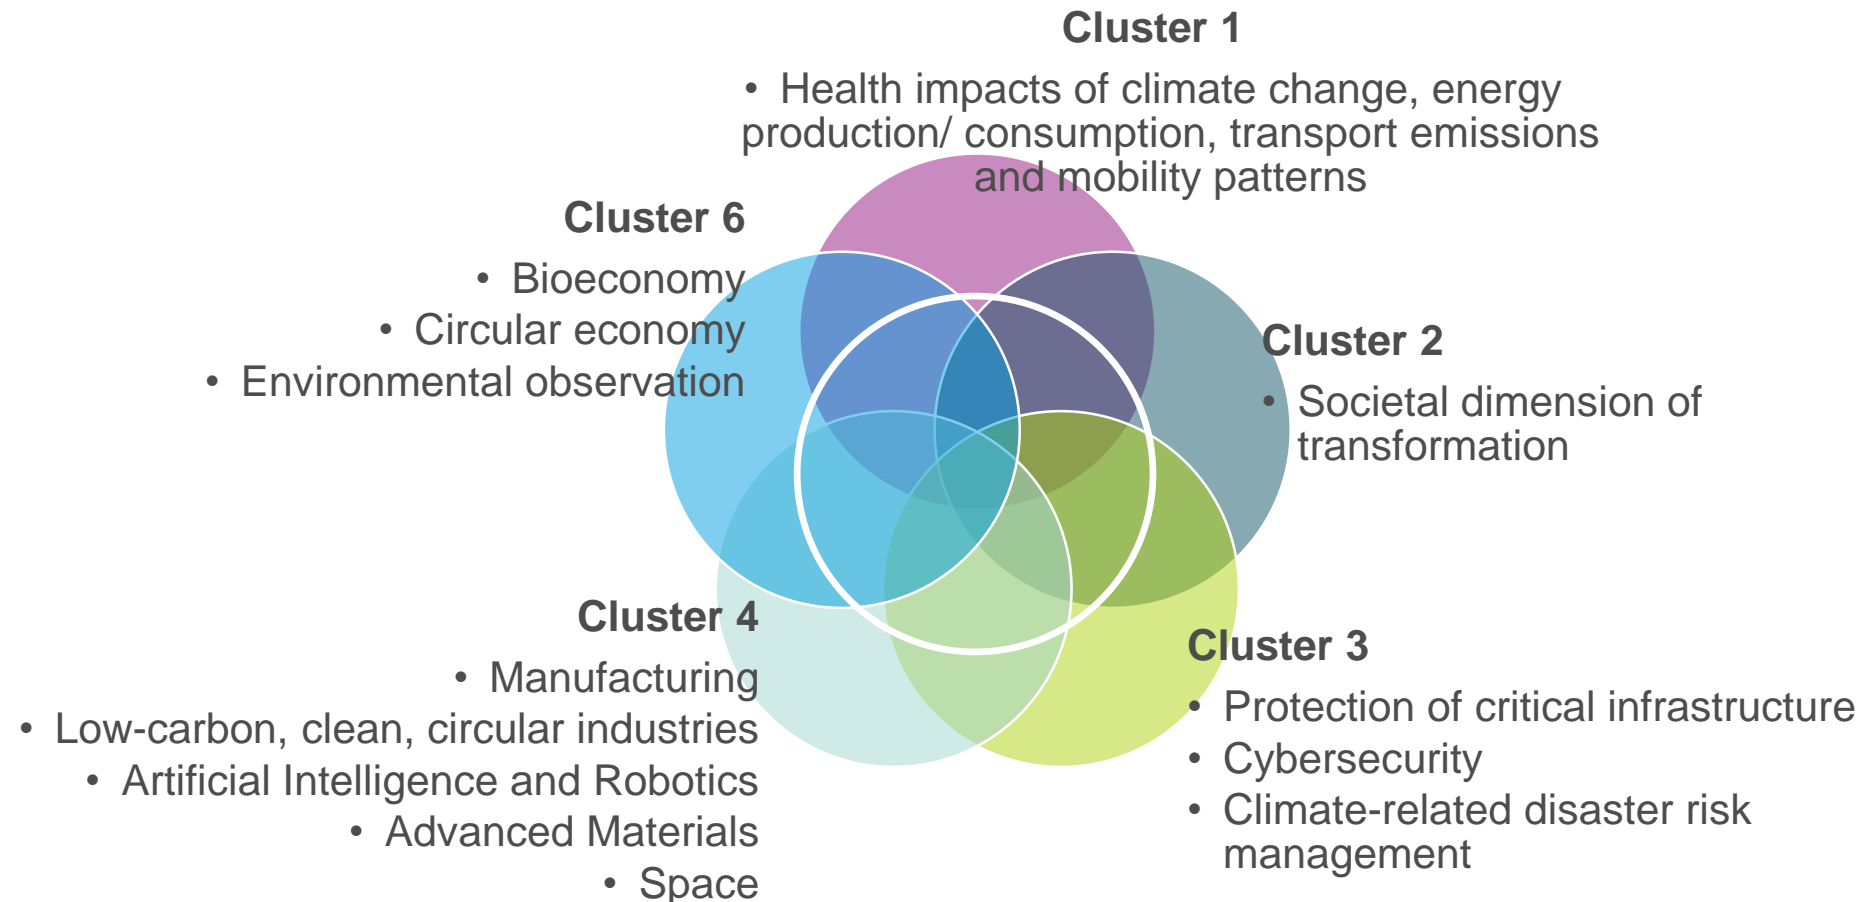 Cluster 1
• Health impacts of climate change, energy
production/ consumption, transport emissions
and mobility patterns
Cluster 6
• Bioeconomy
• Circular economy
• Environmental observation
Cluster 2
• Societal dimension of
transformation
Cluster 4
• Manufacturing
• Low-carbon, clean, circular industries
• Artificial Intelligence and Robotics
• Advanced Materials
• Space
Cluster 3
• Protection of critical infrastructure
• Cybersecurity
• Climate-related disaster risk
management